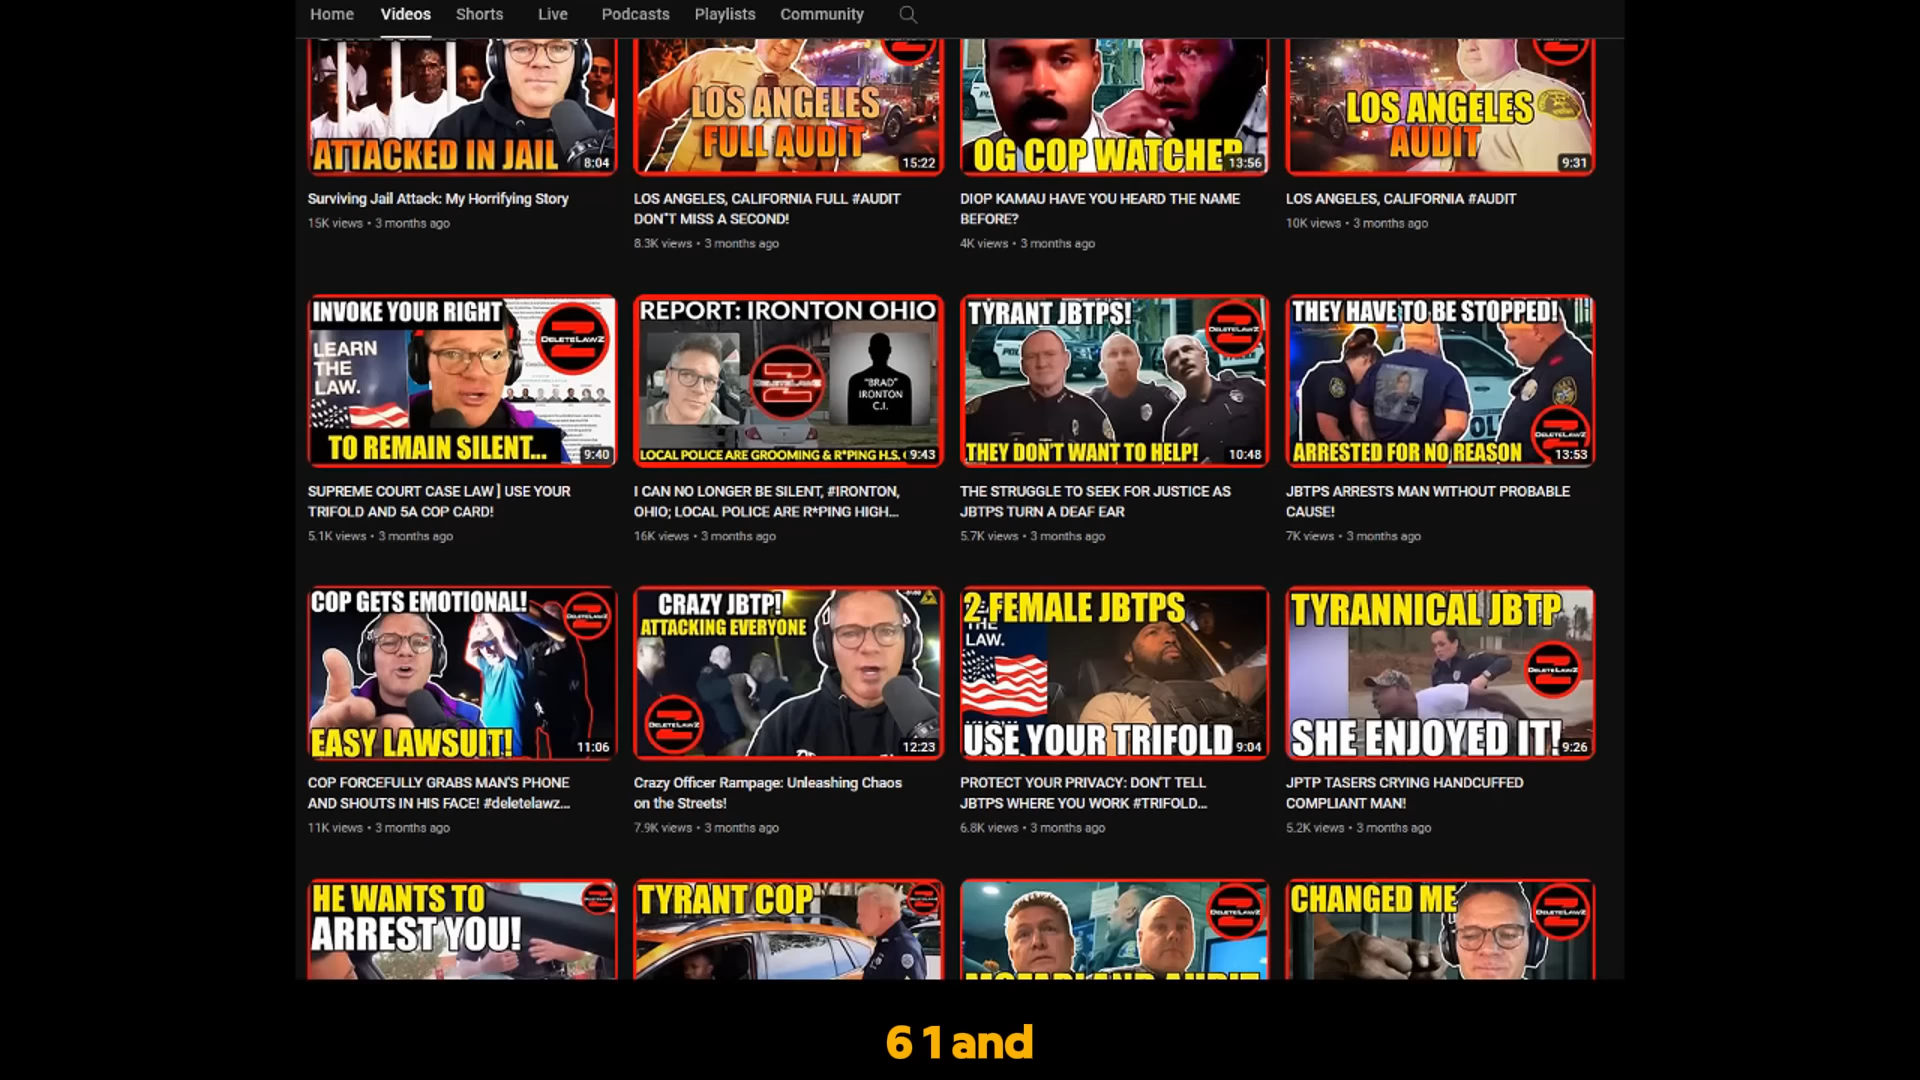 Home Videos Shorts Live Podcasts Playlists Community
ATTACKED IN JAIL
8:04
LOS ANGELES
FULL AUDIT
15:22
OG COP WATCHER
13:56
LOS ANGELES
AUDIT
9:31
Surviving Jail Attack: My Horrifying Story
15K views • 3 months ago
LOS ANGELES, CALIFORNIA FULL #AUDIT
DON'T MISS A SECOND!
8.3K views • 3 months ago
DIOP KAMAU HAVE YOU HEARD THE NAME
BEFORE?
4K views • 3 months ago
LOS ANGELES, CALIFORNIA #AUDIT
10K views • 3 months ago
INVOKE YOUR RIGHT
LEARN
THE
LAW.
DELETELAWZ
TO REMAIN SILENT...
9:40
REPORT: IRONTON OHIO
DELETELAWZ
"BRAD"
IRONTON
C.I.
LOCAL POLICE ARE GROOMING & R*PING H.S.
9:43
TYRANT JBTPS!
DELETELAWZ
THEY DON'T WANT TO HELP!
10:48
THEY HAVE TO BE STOPPED!
DELETELAWZ
ARRESTED FOR NO REASON
13:53
SUPREME COURT CASE LAW ] USE YOUR
TRIFOLD AND 5A COP CARD!
5.1K views • 3 months ago
I CAN NO LONGER BE SILENT, #IRONTON,
OHIO; LOCAL POLICE ARE R*PING HIGH...
16K views • 3 months ago
THE STRUGGLE TO SEEK FOR JUSTICE AS
JBTPS TURN A DEAF EAR
5.7K views • 3 months ago
JBTPS ARRESTS MAN WITHOUT PROBABLE
CAUSE!
7K views • 3 months ago
COP GETS EMOTIONAL!
DELETELAWZ
EASY LAWSUIT!
11:06
CRAZY JBTP!
ATTACKING EVERYONE
DELETELAWZ
12:23
2 FEMALE JBTPS
THE
LAW.
USE YOUR TRIFOLD
9:04
TYRANNICAL JBTP
DELETELAWZ
SHE ENJOYED IT!
9:26
COP FORCEFULLY GRABS MAN'S PHONE
AND SHOUTS IN HIS FACE! #deletelawz...
11K views • 3 months ago
Crazy Officer Rampage: Unleashing Chaos
on the Streets!
7.9K views • 3 months ago
PROTECT YOUR PRIVACY: DON'T TELL
JBTPS WHERE YOU WORK #TRIFOLD...
6.8K views • 3 months ago
JPTP TASERS CRYING HANDCUFFED
COMPLIANT MAN!
5.2K views • 3 months ago
HE WANTS TO
ARREST YOU!
TYRANT COP
DELETELAWZ
MCFARLAND AUDIT
CHANGED ME
DELETELAWZ
6 1 and